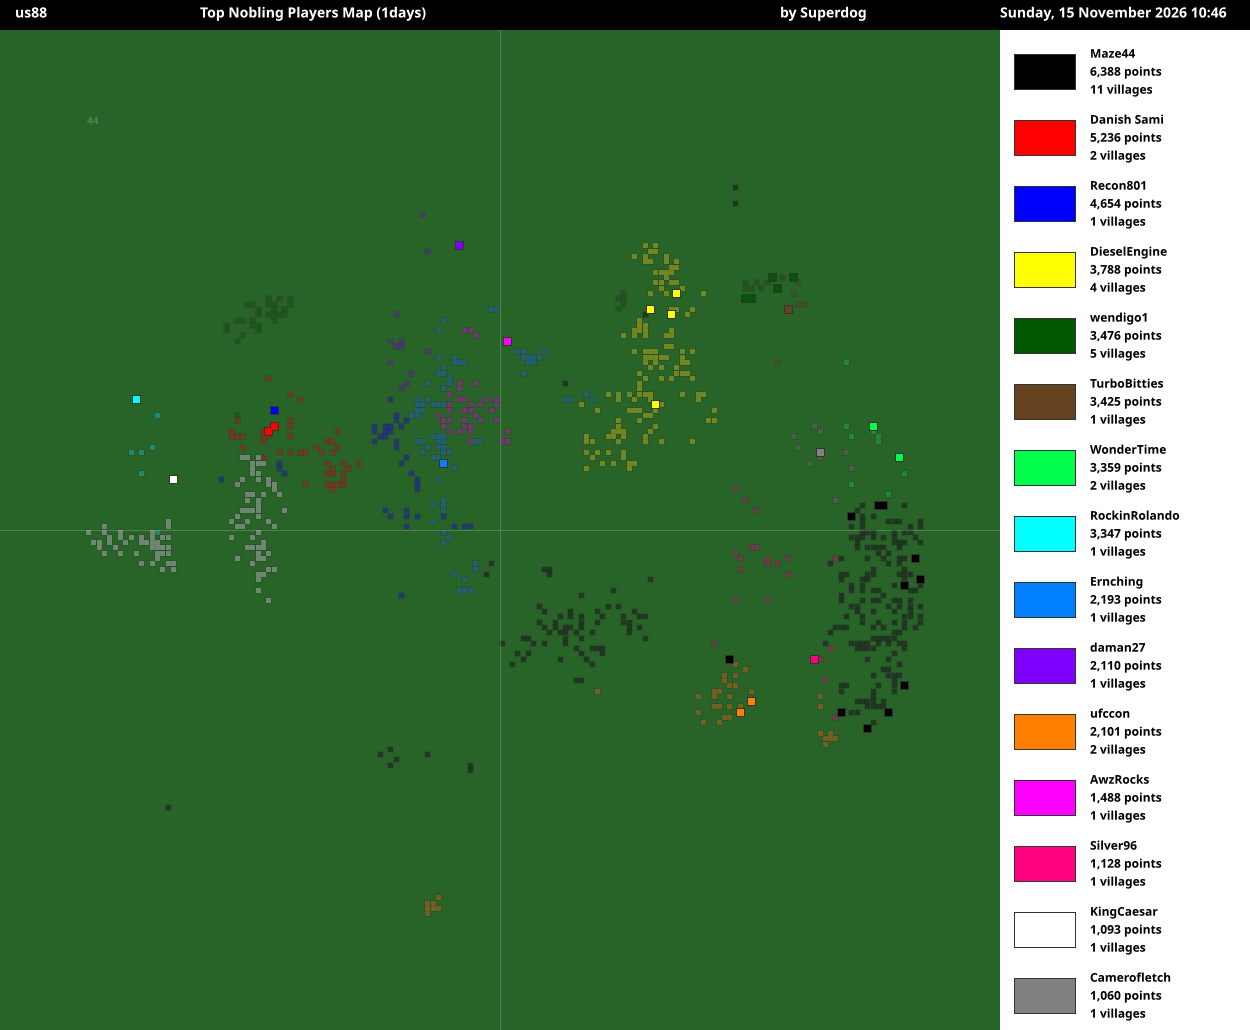 us88 Top Nobling Players Map (1days) by Superdog Sunday, 15 November 2026 10:46
44
Maze44
6,388 points
11 villages
Danish Sami
5,236 points
2 villages
Recon801
4,654 points
1 villages
DieselEngine
3,788 points
4 villages
wendigo1
3,476 points
5 villages
TurboBitties
3,425 points
1 villages
WonderTime
3,359 points
2 villages
RockinRolando
3,347 points
1 villages
Ernching
2,193 points
1 villages
daman27
2,110 points
1 villages
ufccon
2,101 points
2 villages
AwzRocks
1,488 points
1 villages
Silver96
1,128 points
1 villages
KingCaesar
1,093 points
1 villages
Camerofletch
1,060 points
1 villages